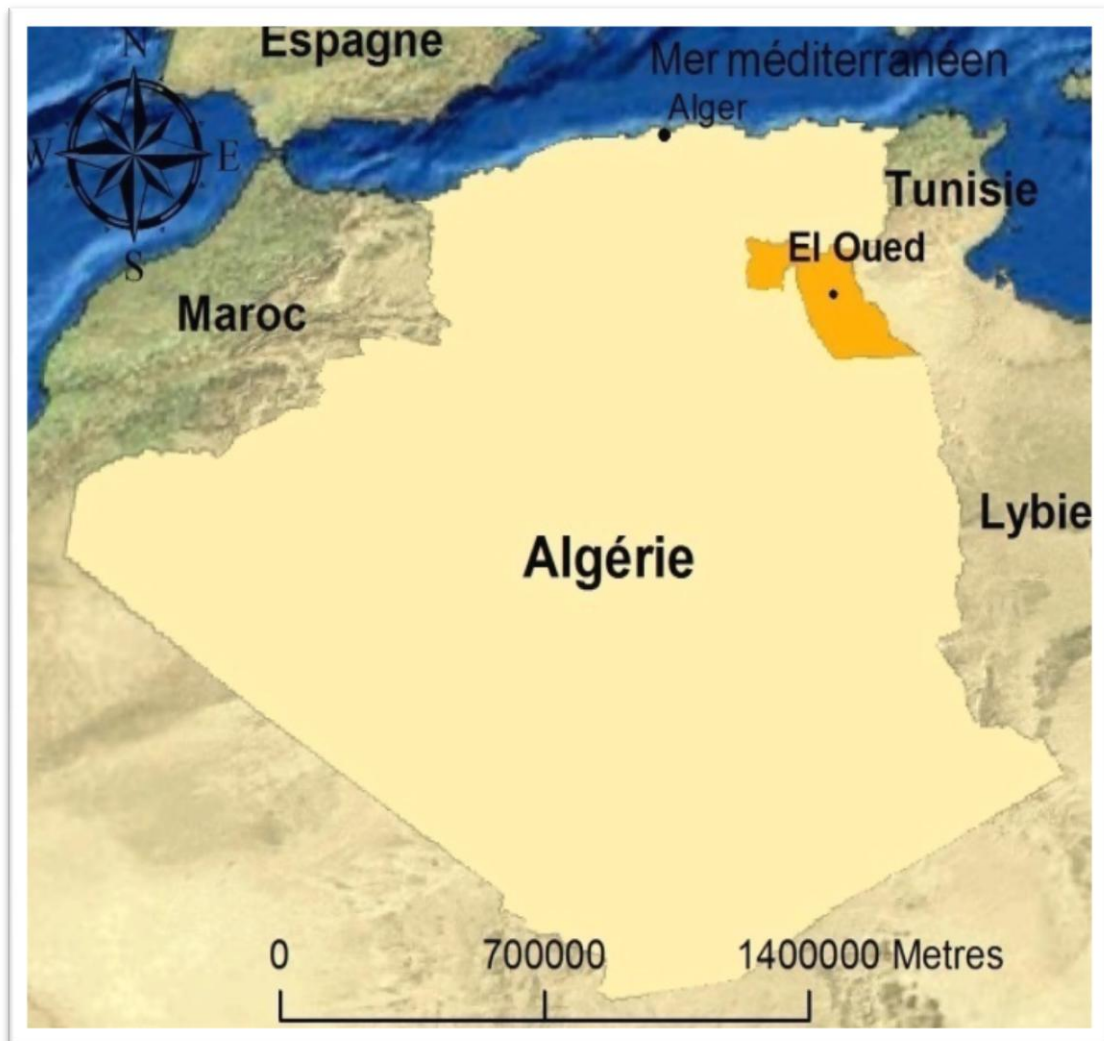 N
Espagne
Mer méditerranéen
Alger
W
E
Tunisie
El Oued
S
Maroc
Lybie
Algérie
0 700000 1400000 Metres